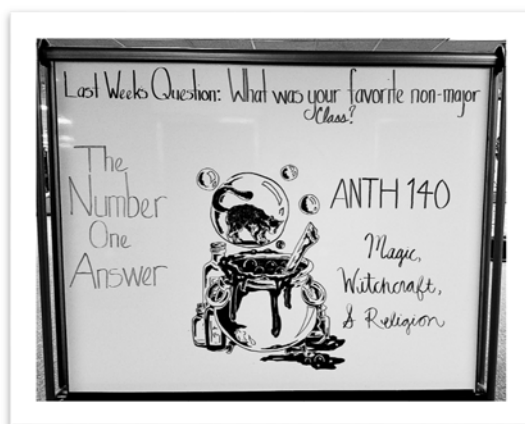 Last Weeks Question: What was your favorite non-major
Class?
The
Number
One
Answer
ANTH 140
Magic,
Witchcraft,
& Religion